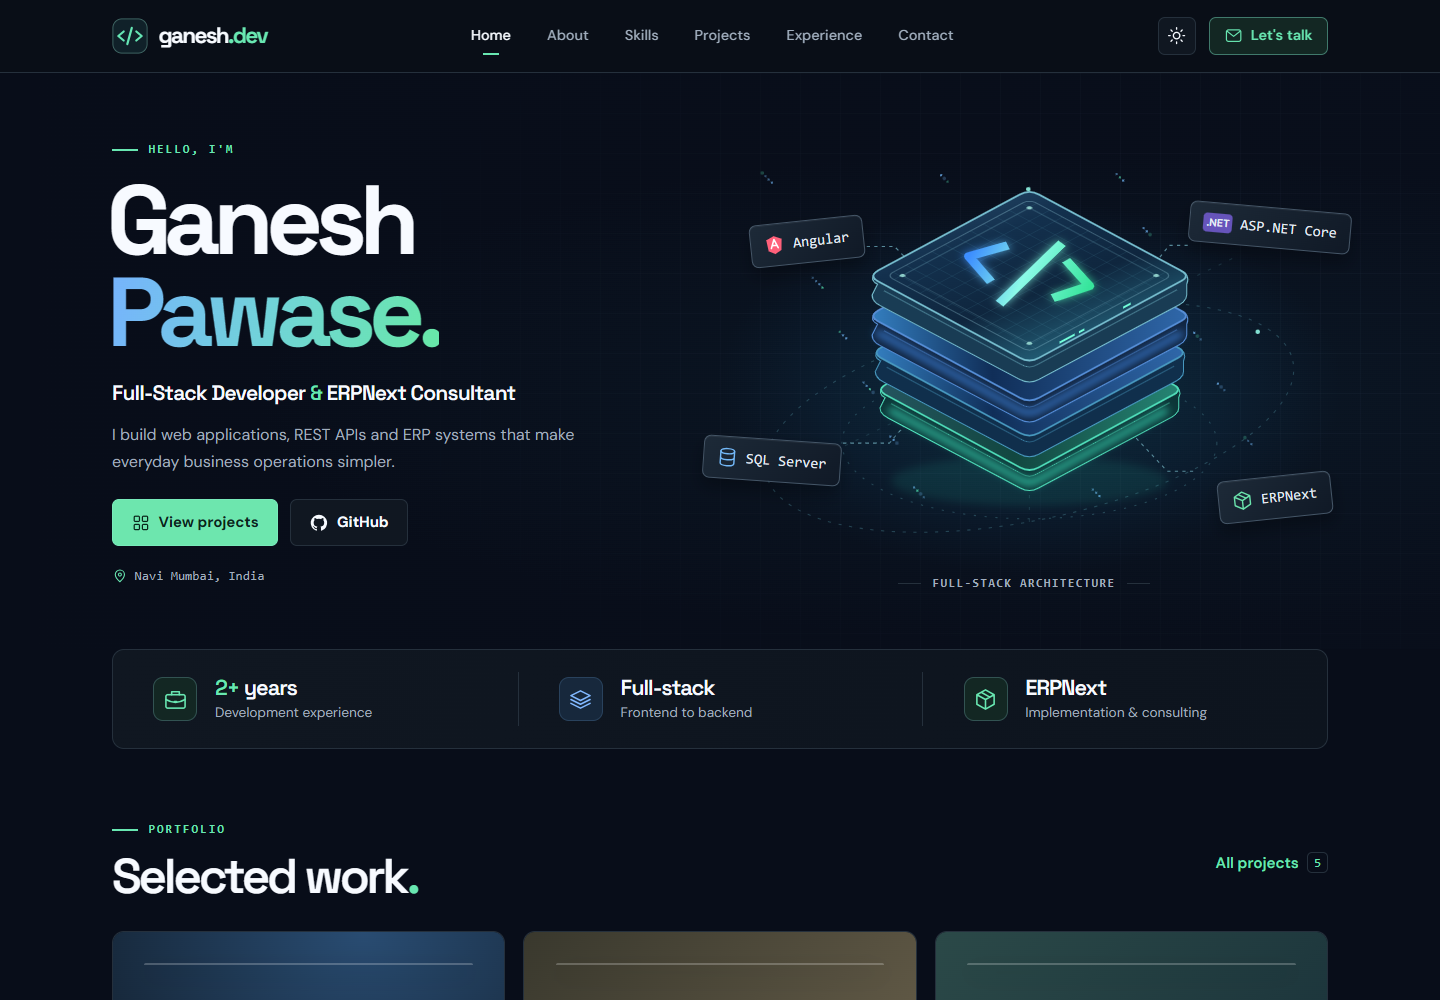 </> ganesh.dev
Home About Skills Projects Experience Contact
Let's talk
HELLO, I'M
Ganesh
Pawase.
Full-Stack Developer & ERPNext Consultant
I build web applications, REST APIs and ERP systems that make
everyday business operations simpler.
View projects
GitHub
Navi Mumbai, India
Angular
.NET ASP.NET Core
</>
SQL Server
ERPNext
FULL-STACK ARCHITECTURE
2+ years
Development experience
Full-stack
Frontend to backend
ERPNext
Implementation & consulting
PORTFOLIO
Selected work.
All projects 5